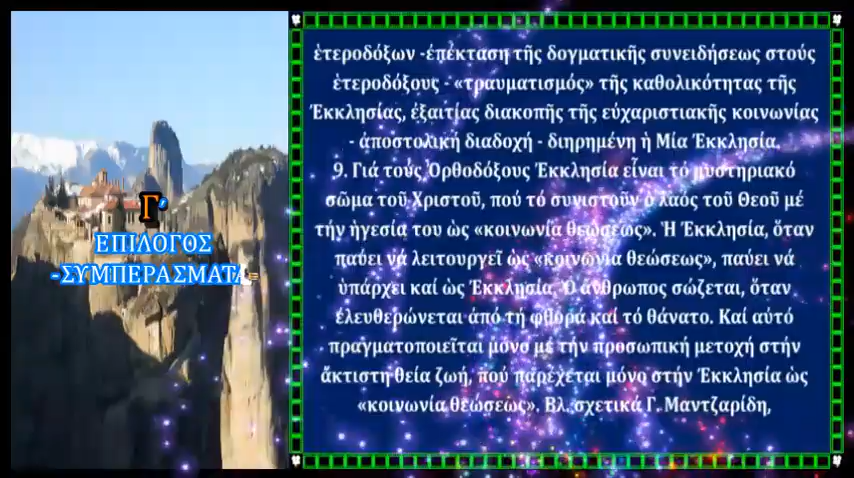 Γ’
ΕΠΙΛΟΓΟΣ
-ΣΥΜΠΕΡΑΣΜΑΤΑ=
ἑτεροδόξων -ἐπέκταση τῆς δογματικῆς συνειδήσεως στούς
ἑτεροδόξους - «τραυματισμός» τῆς καθολικότητας τῆς
Ἐκκλησίας, ἐξαιτίας διακοπῆς τῆς εὐχαριστιακῆς κοινωνίας
- ἀποστολική διαδοχή - διηρημένη ἡ Μία Ἐκκλησία.
9. Γιά τούς Ὀρθοδόξους Ἐκκλησία εἶναι τό μυστηριακό
σῶμα τοῦ Χριστοῦ, πού τό συνιστοῦν ὁ λαός τοῦ Θεοῦ μέ
τήν ἡγεσία του ὡς «κοινωνία θεώσεως». Ἡ Ἐκκλησία, ὅταν
παύει νά λειτουργεῖ ὡς «κοινωνία θεώσεως», παύει νά
ὑπάρχει καί ὡς Ἐκκλησία. Ὁ ἄνθρωπος σώζεται, ὅταν
ἐλευθερώνεται ἀπό τή φθορά καί τό θάνατο. Καί αὐτό
πραγματοποιεῖται μόνο μέ τήν προσωπική μετοχή στήν
ἄκτιστη θεία ζωή, πού παρέχεται μόνο στήν Ἐκκλησία ὡς
«κοινωνία θεώσεως». Βλ. σχετικά Γ. Μαντζαρίδη,